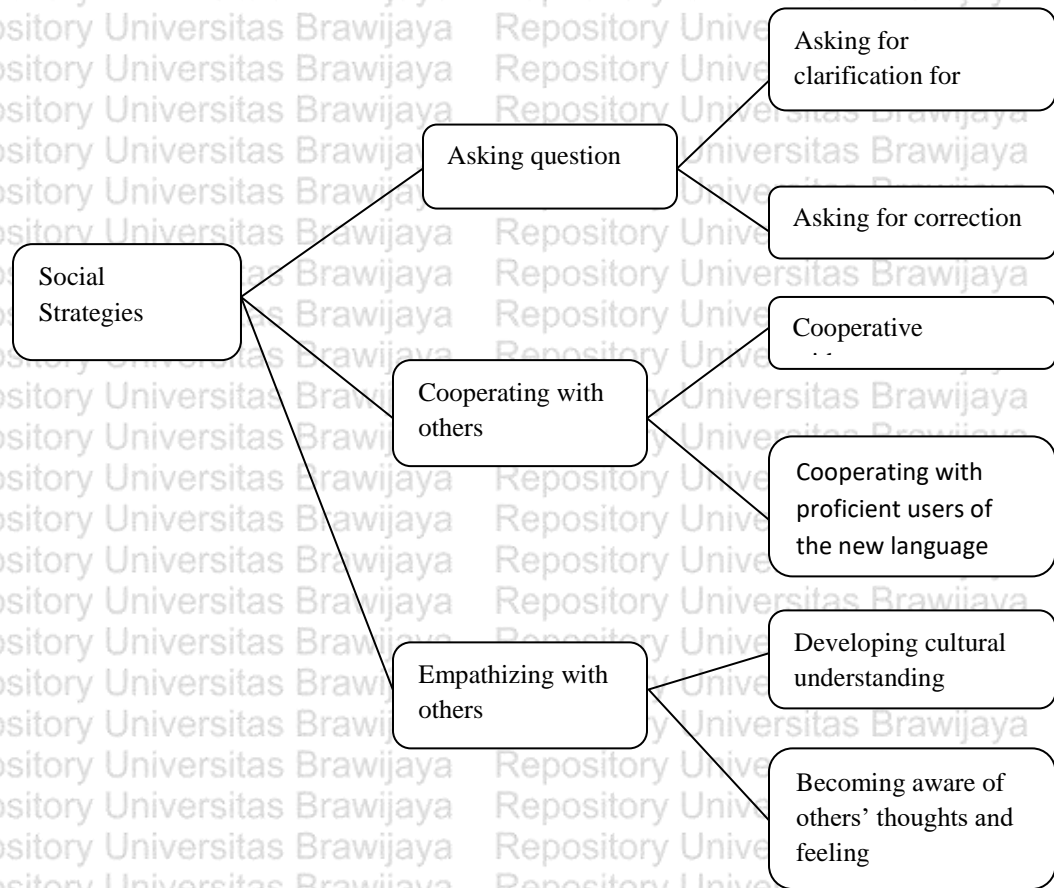 Social
Strategies
Asking question
Asking for
clarification for
Asking for correction
Cooperating with
others
Cooperative
Cooperating with
proficient users of
the new language
Empathizing with
others
Developing cultural
understanding
Becoming aware of
others’ thoughts and
feeling
Repository Universitas Brawijaya